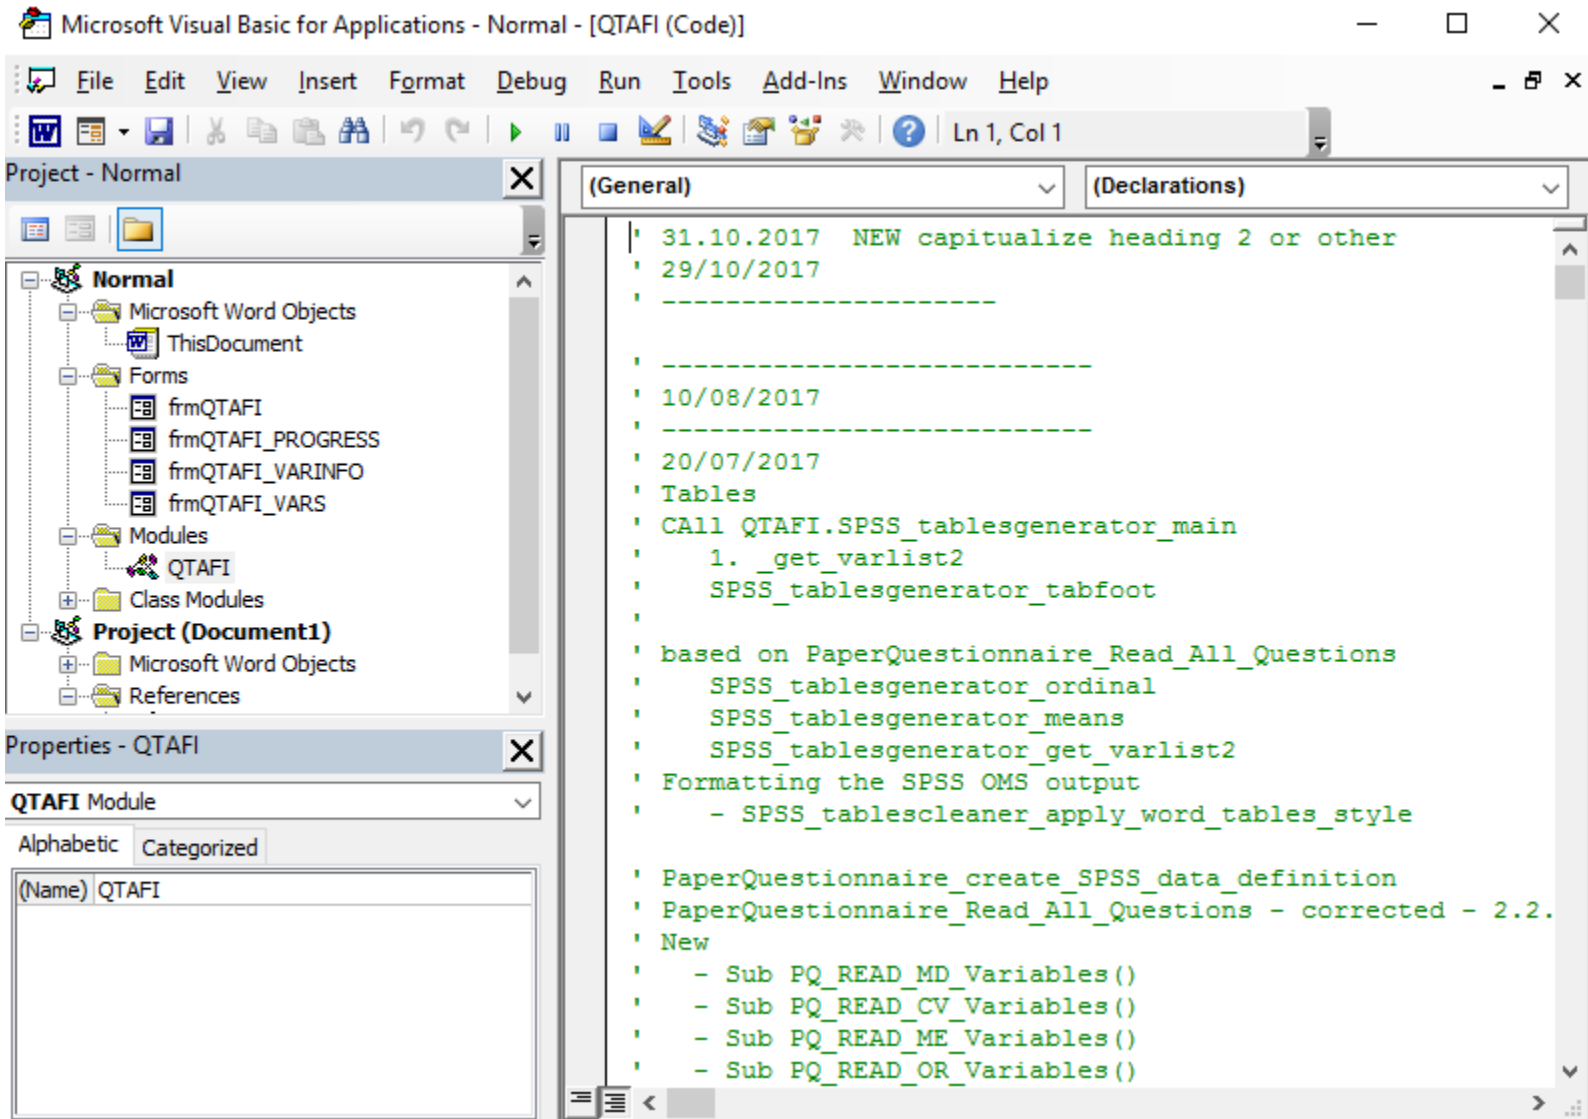 Microsoft Visual Basic for Applications - Normal - [QTAFI (Code)]
File Edit View Insert Format Debug Run Tools Add-Ins Window Help
Ln 1, Col 1
Project - Normal
Normal
Microsoft Word Objects
ThisDocument
Forms
frmQTAFI
frmQTAFI_PROGRESS
frmQTAFI_VARINFO
frmQTAFI_VARS
Modules
QTAFI
Class Modules
Project (Document1)
Microsoft Word Objects
References
Properties - QTAFI
QTAFI Module
Alphabetic Categorized
(Name) QTAFI
(General) (Declarations)
' 31.10.2017  NEW capitualize heading 2 or other
' 29/10/2017
' ---------------------
' ---------------------------
' 10/08/2017
' ---------------------------
' 20/07/2017
' Tables
' CAll QTAFI.SPSS_tablesgenerator_main
'    1. _get_varlist2
'    SPSS_tablesgenerator_tabfoot
'
' based on PaperQuestionnaire_Read_All_Questions
'    SPSS_tablesgenerator_ordinal
'    SPSS_tablesgenerator_means
'    SPSS_tablesgenerator_get_varlist2
' Formatting the SPSS OMS output
'    - SPSS_tablescleaner_apply_word_tables_style
' PaperQuestionnaire_create_SPSS_data_definition
' PaperQuestionnaire_Read_All_Questions - corrected - 2.2.
' New
'   - Sub PQ_READ_MD_Variables()
'   - Sub PQ_READ_CV_Variables()
'   - Sub PQ_READ_ME_Variables()
'   - Sub PQ_READ_OR_Variables()